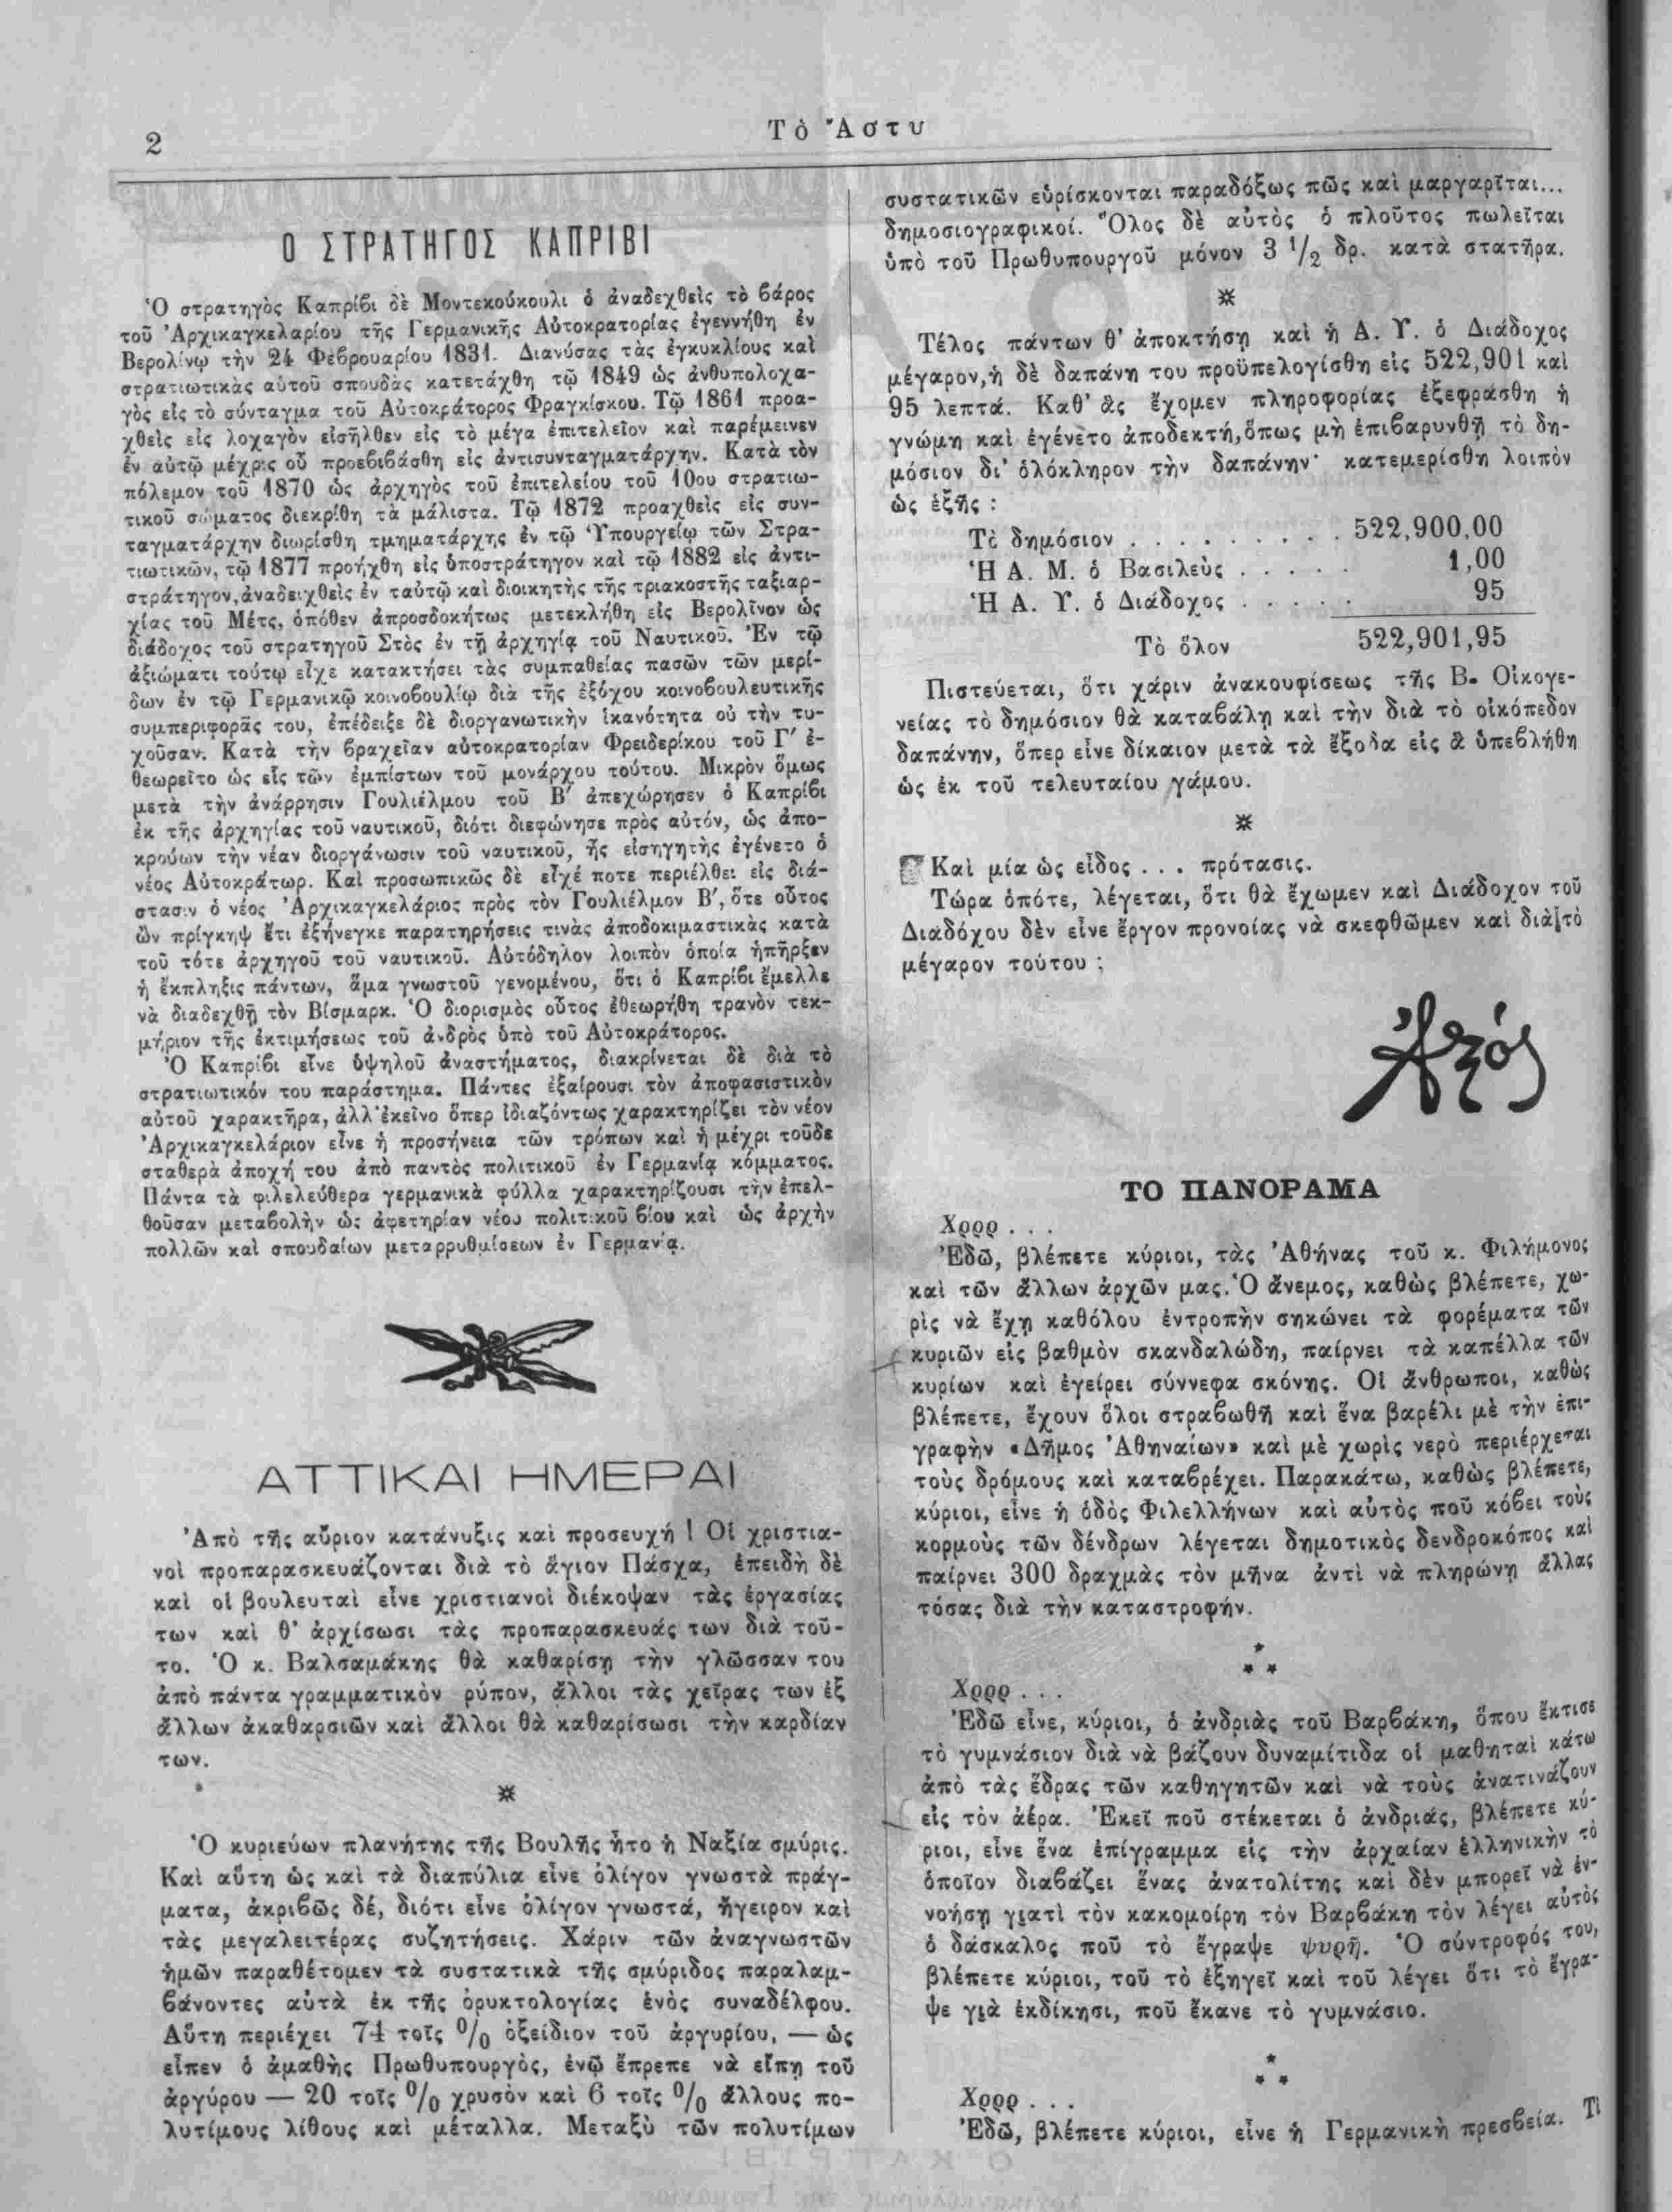 2
Τὸ Ἄστυ
Ο ΣΤΡΑΤΗΓΟΣ ΚΑΠΡΙΒΙ
Ὁ στρατηγὸς Καπρίβι δὲ Μοντεκούκουλι ὁ ἀναδεχθεὶς τὸ βάρος
τοῦ Ἀρχικαγκελαρίου τῆς Γερμανικῆς Αὐτοκρατορίας ἐγεννήθη ἐν
Βερολίνῳ τὴν 24 Φεβρουαρίου 1831. Διανύσας τὰς ἐγκυκλίους καὶ
στρατιωτικὰς αὑτοῦ σπουδὰς κατετάχθη τῷ 1849 ὡς ἀνθυπολοχα-
γὸς εἰς τὸ σύνταγμα τοῦ Αὐτοκράτορος Φραγκίσκου. Τῷ 1861 προα-
χθεὶς εἰς λοχαγὸν εἰσῆλθεν εἰς τὸ μέγα ἐπιτελεῖον καὶ παρέμεινεν
ἐν αὐτῷ μέχρις οὗ προεβιβάσθη εἰς ἀντισυνταγματάρχην. Κατὰ τὸν
πόλεμον τοῦ 1870 ὡς ἀρχηγὸς τοῦ ἐπιτελείου τοῦ 10ου στρατιω-
τικοῦ σώματος διεκρίθη τὰ μάλιστα. Τῷ 1872 προαχθεὶς εἰς συν-
ταγματάρχην διωρίσθη τμηματάρχης ἐν τῷ Ὑπουργείῳ τῶν Στρα-
τιωτικῶν, τῷ 1877 προήχθη εἰς ὑποστράτηγον καὶ τῷ 1882 εἰς ἀντι-
στράτηγον, ἀναδειχθεὶς ἐν ταὐτῷ καὶ διοικητὴς τῆς τριακοστῆς ταξιαρ-
χίας τοῦ Μέτς, ὁπόθεν ἀπροσδοκήτως μετεκλήθη εἰς Βερολῖνον ὡς
διάδοχος τοῦ στρατηγοῦ Στὸς ἐν τῇ ἀρχηγίᾳ τοῦ Ναυτικοῦ. Ἐν τῷ
ἀξιώματι τούτῳ εἶχε κατακτήσει τὰς συμπαθείας πασῶν τῶν μερί-
δων ἐν τῷ Γερμανικῷ κοινοβουλίῳ διὰ τῆς ἐξόχου κοινοβουλευτικῆς
συμπεριφορᾶς του, ἐπέδειξε δὲ διοργανωτικὴν ἱκανότητα οὐ τὴν τυ-
χοῦσαν. Κατὰ τὴν βραχεῖαν αὐτοκρατορίαν Φρειδερίκου τοῦ Γ′ ἐ-
θεωρεῖτο ὡς εἷς τῶν ἐμπίστων τοῦ μονάρχου τούτου. Μικρὸν ὅμως
μετὰ τὴν ἀνάρρησιν Γουλιέλμου τοῦ Β′ ἀπεχώρησεν ὁ Καπρίβι
ἐκ τῆς ἀρχηγίας τοῦ ναυτικοῦ, διότι διεφώνησε πρὸς αὐτόν, ὡς ἀπο-
κρούων τὴν νέαν διοργάνωσιν τοῦ ναυτικοῦ, ἧς εἰσηγητὴς ἐγένετο ὁ
νέος Αὐτοκράτωρ. Καὶ προσωπικῶς δὲ εἶχέ ποτε περιέλθει εἰς διά-
στασιν ὁ νέος Ἀρχικαγκελάριος πρὸς τὸν Γουλιέλμον Β′, ὅτε οὗτος
ὢν πρίγκηψ ἔτι ἐξήνεγκε παρατηρήσεις τινὰς ἀποδοκιμαστικὰς κατὰ
τοῦ τότε ἀρχηγοῦ τοῦ ναυτικοῦ. Αὐτόδηλον λοιπὸν ὁποία ὑπῆρξεν
ἡ ἔκπληξις πάντων, ἅμα γνωστοῦ γενομένου, ὅτι ὁ Καπρίβι ἔμελλε
νὰ διαδεχθῇ τὸν Βίσμαρκ. Ὁ διορισμὸς οὗτος ἐθεωρήθη τρανὸν τεκ-
μήριον τῆς ἐκτιμήσεως τοῦ ἀνδρὸς ὑπὸ τοῦ Αὐτοκράτορος.
Ὁ Καπρίβι εἶνε ὑψηλοῦ ἀναστήματος, διακρίνεται δὲ διὰ τὸ
στρατιωτικόν του παράστημα. Πάντες ἐξαίρουσι τὸν ἀποφασιστικὸν
αὐτοῦ χαρακτῆρα, ἀλλ' ἐκεῖνο ὅπερ ἰδιαζόντως χαρακτηρίζει τὸν νέον
Ἀρχικαγκελάριον εἶνε ἡ προσήνεια τῶν τρόπων καὶ ἡ μέχρι τοῦδε
σταθερὰ ἀποχή του ἀπὸ παντὸς πολιτικοῦ ἐν Γερμανίᾳ κόμματος.
Πάντα τὰ φιλελεύθερα γερμανικὰ φύλλα χαρακτηρίζουσι τὴν ἐπελ-
θοῦσαν μεταβολὴν ὡς ἀφετηρίαν νέου πολιτικοῦ βίου καὶ ὡς ἀρχὴν
πολλῶν καὶ σπουδαίων μεταρρυθμίσεων ἐν Γερμανίᾳ.
ΑΤΤΙΚΑΙ ΗΜΕΡΑΙ
Ἀπὸ τῆς αὔριον κατάνυξις καὶ προσευχή ! Οἱ χριστια-
νοὶ προπαρασκευάζονται διὰ τὸ ἅγιον Πάσχα, ἐπειδὴ δὲ
καὶ οἱ βουλευταὶ εἶνε χριστιανοὶ διέκοψαν τὰς ἐργασίας
των καὶ θ' ἀρχίσωσι τὰς προπαρασκευάς των διὰ τοῦ-
το. Ὁ κ. Βαλσαμάκης θὰ καθαρίσῃ τὴν γλῶσσαν του
ἀπὸ πάντα γραμματικὸν ρύπον, ἄλλοι τὰς χεῖρας των ἐξ
ἄλλων ἀκαθαρσιῶν καὶ ἄλλοι θὰ καθαρίσωσι τὴν καρδίαν
των.
Ὁ κυριεύων πλανήτης τῆς Βουλῆς ἦτο ἡ Ναξία σμύρις.
Καὶ αὕτη ὡς καὶ τὰ διαπύλια εἶνε ὀλίγον γνωστὰ πράγ-
ματα, ἀκριβῶς δέ, διότι εἶνε ὀλίγον γνωστά, ἤγειρον καὶ
τὰς μεγαλειτέρας συζητήσεις. Χάριν τῶν ἀναγνωστῶν
ἡμῶν παραθέτομεν τὰ συστατικὰ τῆς σμύριδος παραλαμ-
βάνοντες αὐτὰ ἐκ τῆς ὀρυκτολογίας ἑνὸς συναδέλφου.
Αὕτη περιέχει 74 τοῖς % ὀξείδιον τοῦ ἀργυρίου, — ὡς
εἶπεν ὁ ἀμαθὴς Πρωθυπουργὸς, ἐνῷ ἔπρεπε νὰ εἴπῃ τοῦ
ἀργύρου — 20 τοῖς % χρυσὸν καὶ 6 τοῖς % ἄλλους πο-
λυτίμους λίθους καὶ μέταλλα. Μεταξὺ τῶν πολυτίμων
συστατικῶν εὑρίσκονται παραδόξως πῶς καὶ μαργαρῖται...
δημοσιογραφικοί. Ὅλος δὲ αὐτὸς ὁ πλοῦτος πωλεῖται
ὑπὸ τοῦ Πρωθυπουργοῦ μόνον 3 1/2 δρ. κατὰ στατῆρα.
Τέλος πάντων θ' ἀποκτήσῃ καὶ ἡ Α. Υ. ὁ Διάδοχος
μέγαρον, ἡ δὲ δαπάνη του προϋπελογίσθη εἰς 522,901 καὶ
95 λεπτά. Καθ' ἃς ἔχομεν πληροφορίας ἐξεφράσθη ἡ
γνώμη καὶ ἐγένετο ἀποδεκτή, ὅπως μὴ ἐπιβαρυνθῇ τὸ δη-
μόσιον δι' ὁλόκληρον τὴν δαπάνην· κατεμερίσθη λοιπὸν
ὡς ἑξῆς :
Τὸ δημόσιον . . . . . . . . . . 522,900,00
Ἡ Α. Μ. ὁ Βασιλεὺς . . . . . 1,00
Ἡ Α. Υ. ὁ Διάδοχος . . . . . 95
Τὸ ὅλον 522,901,95
Πιστεύεται, ὅτι χάριν ἀνακουφίσεως τῆς Β. Οἰκογε-
νείας τὸ δημόσιον θὰ καταβάλῃ καὶ τὴν διὰ τὸ οἰκόπεδον
δαπάνην, ὅπερ εἶνε δίκαιον μετὰ τὰ ἔξοδα εἰς ἃ ὑπεβλήθη
ὡς ἐκ τοῦ τελευταίου γάμου.
Καὶ μία ὡς εἶδος . . . πρότασις.
Τώρα ὁπότε, λέγεται, ὅτι θὰ ἔχωμεν καὶ Διάδοχον τοῦ
Διαδόχου δὲν εἶνε ἔργον προνοίας νὰ σκεφθῶμεν καὶ διὰ τὸ
μέγαρον τούτου ;
ΤΟ ΠΑΝΟΡΑΜΑ
Χρρρ . . .
Ἐδῶ, βλέπετε κύριοι, τὰς Ἀθήνας τοῦ κ. Φιλήμονος
καὶ τῶν ἄλλων ἀρχῶν μας. Ὁ ἄνεμος, καθὼς βλέπετε, χω-
ρὶς νὰ ἔχῃ καθόλου ἐντροπὴν σηκώνει τὰ φορέματα τῶν
κυριῶν εἰς βαθμὸν σκανδαλώδη, παίρνει τὰ καπέλλα τῶν
κυρίων καὶ ἐγείρει σύννεφα σκόνης. Οἱ ἄνθρωποι, καθὼς
βλέπετε, ἔχουν ὅλοι στραβωθῆ καὶ ἕνα βαρέλι μὲ τὴν ἐπι-
γραφὴν «Δῆμος Ἀθηναίων» καὶ μὲ χωρὶς νερὸ περιέρχεται
τοὺς δρόμους καὶ καταβρέχει. Παρακάτω, καθὼς βλέπετε,
κύριοι, εἶνε ἡ ὁδὸς Φιλελλήνων καὶ αὐτὸς ποῦ κόβει τοὺς
κορμοὺς τῶν δένδρων λέγεται δημοτικὸς δενδροκόπος καὶ
παίρνει 300 δραχμὰς τὸν μῆνα ἀντὶ νὰ πληρώνῃ ἄλλας
τόσας διὰ τὴν καταστροφήν.
Χρρρ . . .
Ἐδῶ εἶνε, κύριοι, ὁ ἀνδριὰς τοῦ Βαρβάκη, ὅπου ἔκτισε
τὸ γυμνάσιον διὰ νὰ βάζουν δυναμίτιδα οἱ μαθηταὶ κάτω
ἀπὸ τὰς ἕδρας τῶν καθηγητῶν καὶ νὰ τοὺς ἀνατινάζουν
εἰς τὸν ἀέρα. Ἐκεῖ ποῦ στέκεται ὁ ἀνδριάς, βλέπετε κύ-
ριοι, εἶνε ἕνα ἐπίγραμμα εἰς τὴν ἀρχαίαν ἑλληνικὴν τὸ
ὁποῖον διαβάζει ἕνας ἀνατολίτης καὶ δὲν μπορεῖ νὰ ἐν-
νοήσῃ γιατὶ τὸν κακομοίρη τὸν Βαρβάκη τὸν λέγει αὐτὸς
ὁ δάσκαλος ποῦ τὸ ἔγραψε ψυρῆ. Ὁ σύντροφός του,
βλέπετε κύριοι, τοῦ τὸ ἐξηγεῖ καὶ τοῦ λέγει ὅτι τὸ ἔγρα-
ψε γιὰ ἐκδίκησι, ποῦ ἔκανε τὸ γυμνάσιο.
Χρρρ . . .
Ἐδῶ, βλέπετε κύριοι, εἶνε ἡ Γερμανικὴ πρεσβεία. Τί